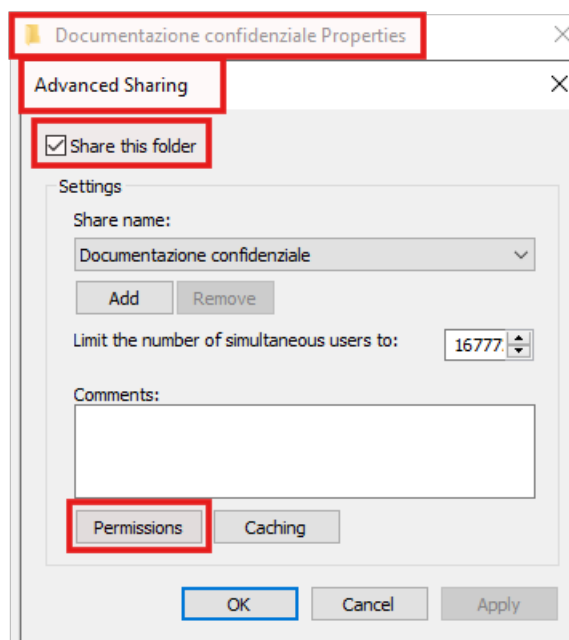 Documentazione confidenziale Properties
Advanced Sharing
Share this folder
Settings
Share name:
Documentazione confidenziale
Add
Remove
Limit the number of simultaneous users to:
16777
Comments:
Permissions
Caching
OK
Cancel
Apply